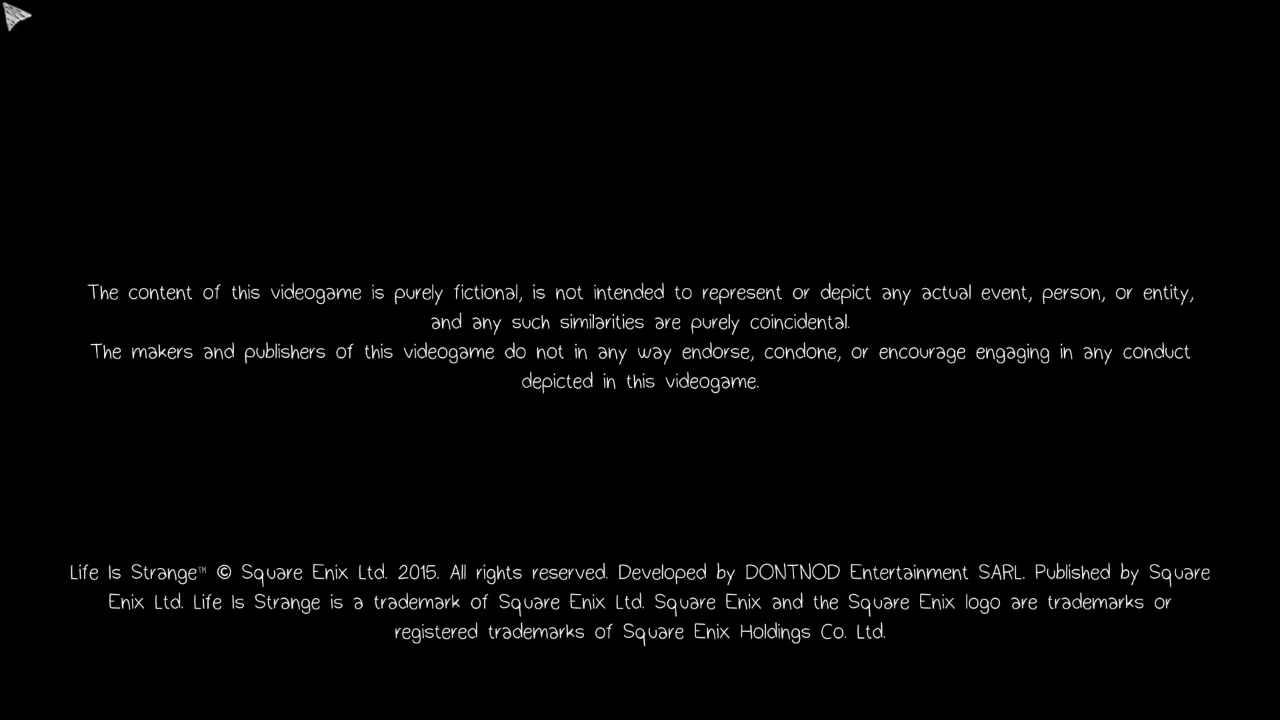 The content of this videogame is purely fictional, is not intended to represent or depict any actual event, person, or entity,
and any such similarities are purely coincidental.
The makers and publishers of this videogame do not in any way endorse, condone, or encourage engaging in any conduct
depicted in this videogame.
Life Is Strange™ © Square Enix Ltd. 2015. All rights reserved. Developed by DONTNOD Entertainment SARL. Published by Square
Enix Ltd. Life Is Strange is a trademark of Square Enix Ltd. Square Enix and the Square Enix logo are trademarks or
registered trademarks of Square Enix Holdings Co. Ltd.